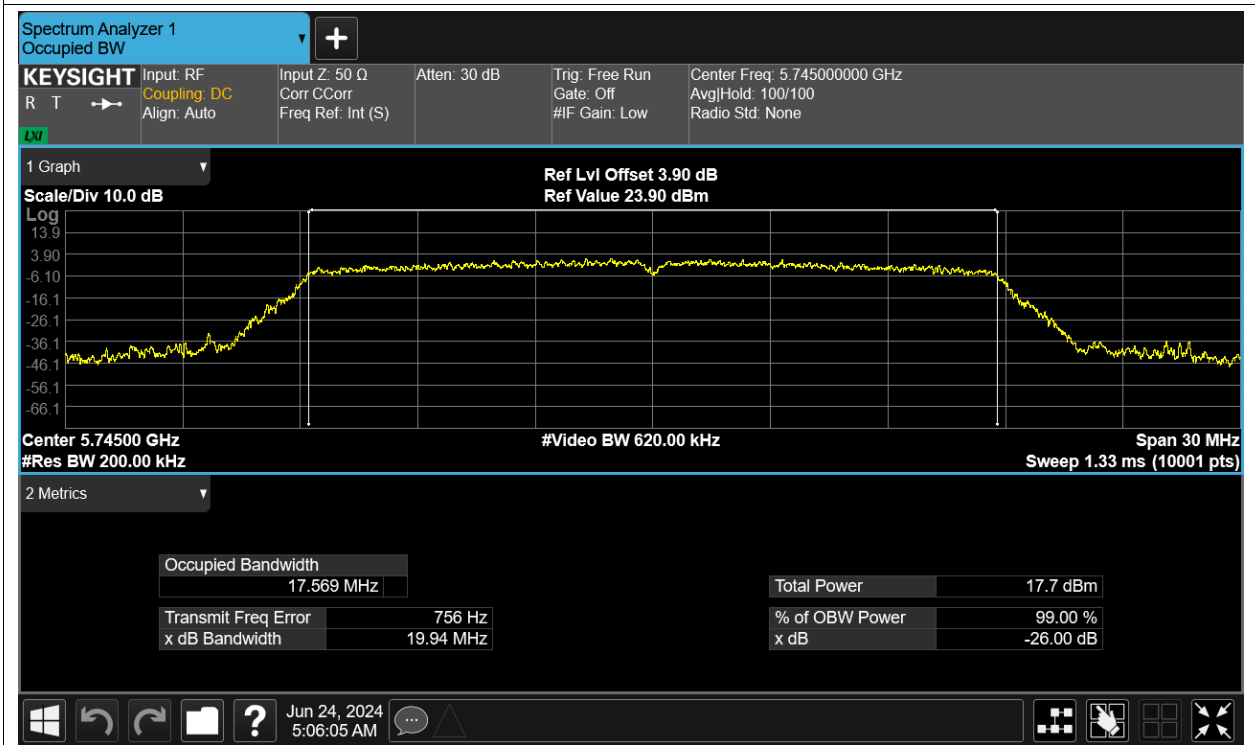 Spectrum Analyzer 1
Occupied BW
KEYSIGHT
R T
LXI
Input: RF
Coupling: DC
Align: Auto
Input Z: 50 Ω
Corr CCorr
Freq Ref: Int (S)
Atten: 30 dB
Trig: Free Run
Gate: Off
#IF Gain: Low
Center Freq: 5.745000000 GHz
Avg|Hold: 100/100
Radio Std: None
1 Graph
Scale/Div 10.0 dB
Ref Lvl Offset 3.90 dB
Ref Value 23.90 dBm
Log
13.9
3.90
-6.10
-16.1
-26.1
-36.1
-46.1
-56.1
-66.1
Center 5.74500 GHz
#Res BW 200.00 kHz
#Video BW 620.00 kHz
Span 30 MHz
Sweep 1.33 ms (10001 pts)
2 Metrics
Occupied Bandwidth
17.569 MHz
Transmit Freq Error 756 Hz
x dB Bandwidth 19.94 MHz
Total Power 17.7 dBm
% of OBW Power 99.00 %
x dB -26.00 dB
Jun 24, 2024
5:06:05 AM